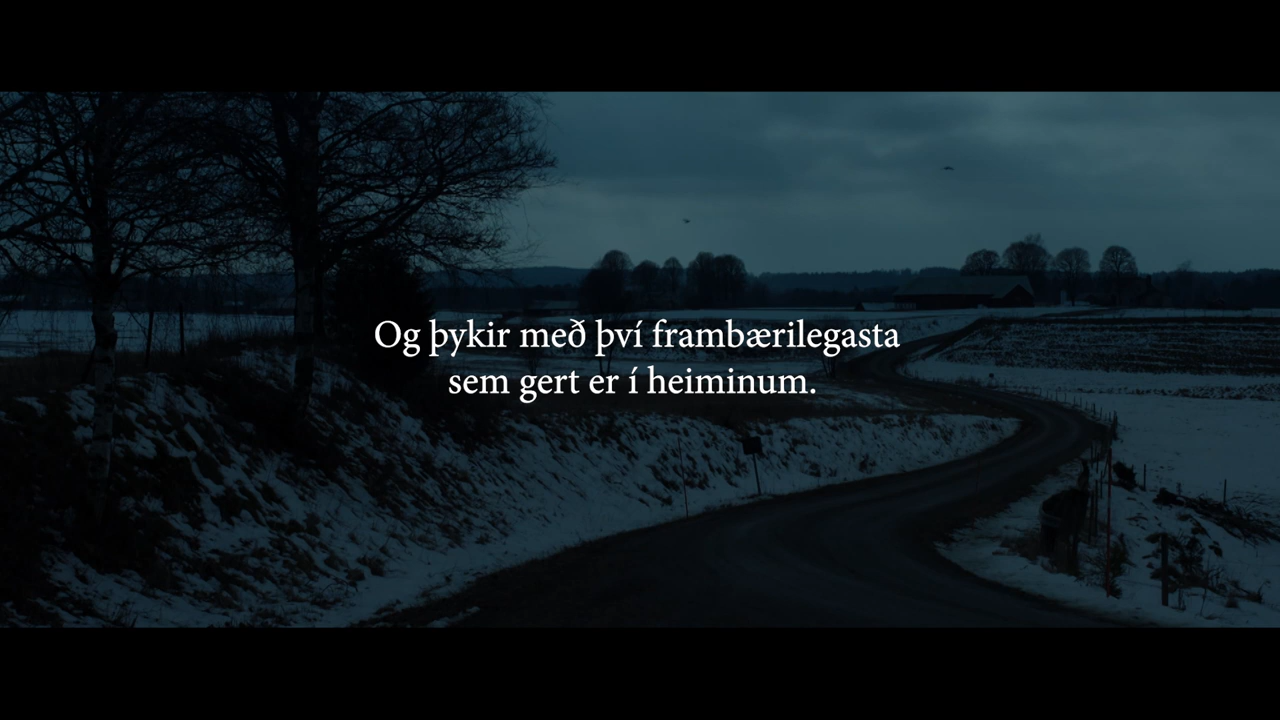 Og þykir með því frambærilegasta
sem gert er í heiminum.